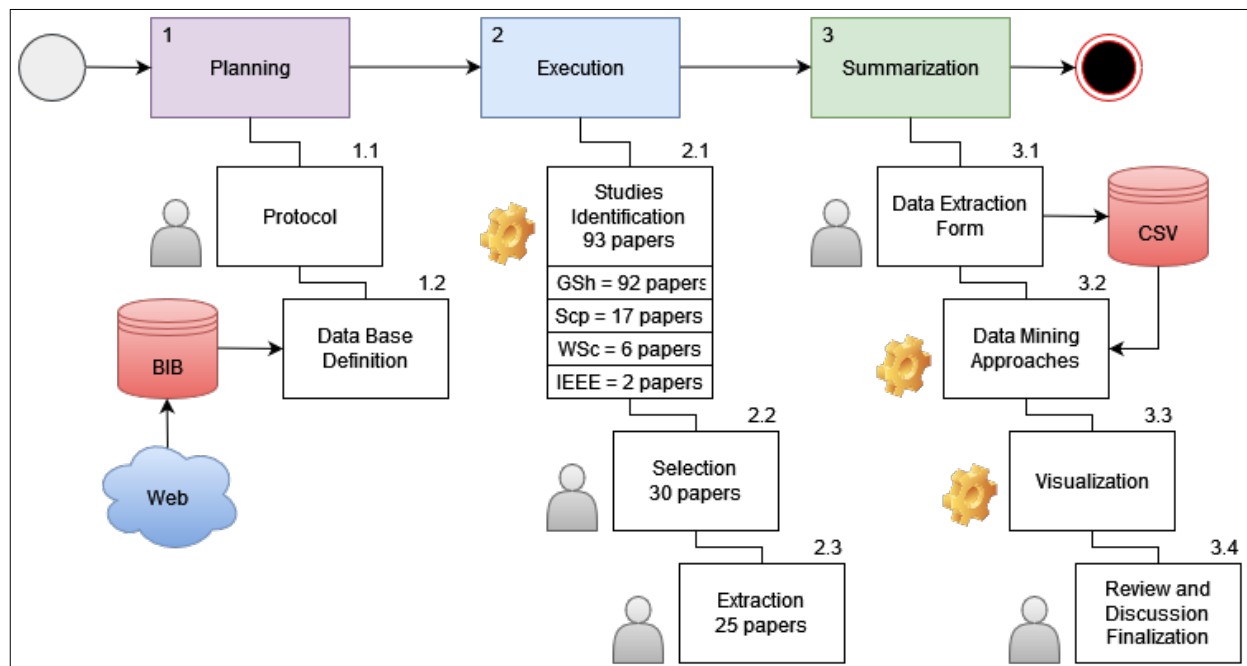 1
Planning
2
Execution
3
Summarization
1.1
Protocol
1.2
Data Base
Definition
BIB
Web
2.1
Studies
Identification
93 papers
GSh = 92 papers
Scp = 17 papers
WSc = 6 papers
IEEE = 2 papers
2.2
Selection
30 papers
2.3
Extraction
25 papers
3.1
Data Extraction
Form
CSV
3.2
Data Mining
Approaches
3.3
Visualization
3.4
Review and
Discussion
Finalization